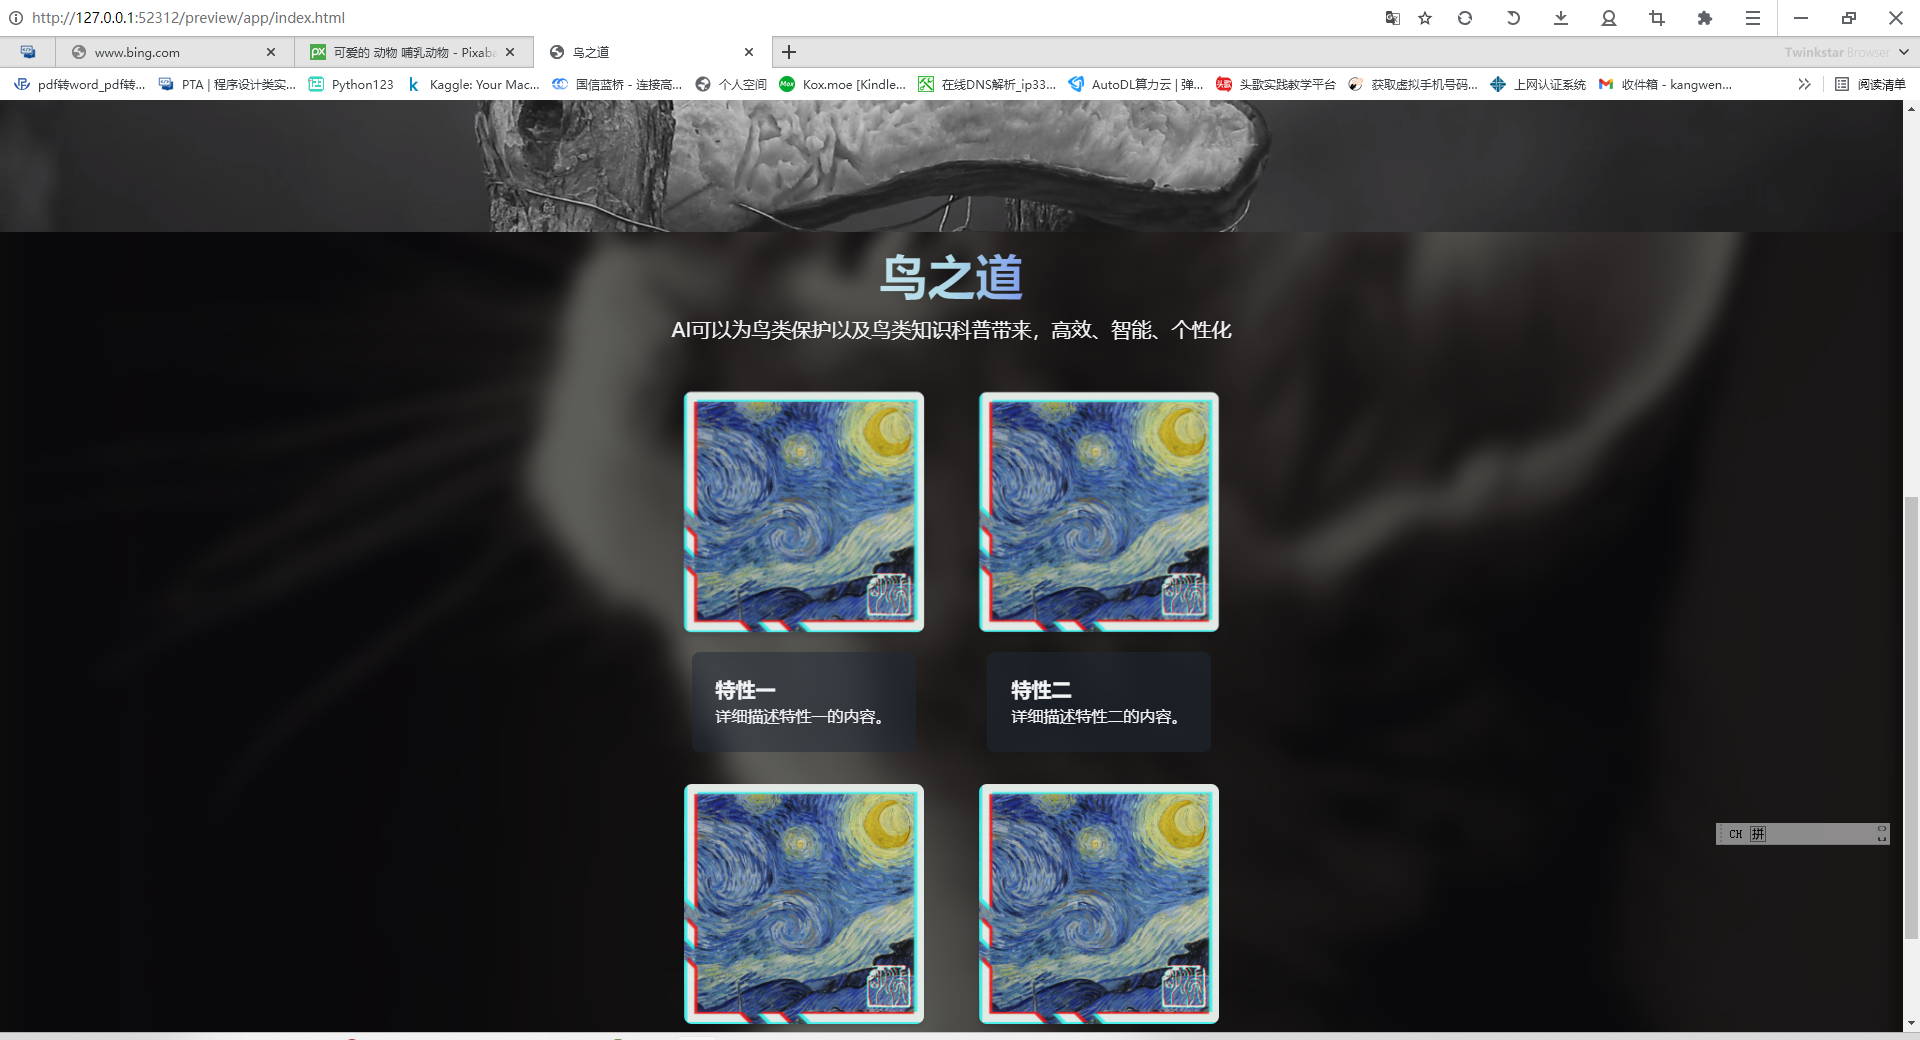 http://127.0.0.1:52312/preview/app/index.html
www.bing.com
可爱的 动物 哺乳动物 - Pixaba
鸟之道
Twinkstar Browser
pdf转word_pdf转...
PTA | 程序设计类实...
Python123
Kaggle: Your Mac...
国信蓝桥 - 连接高...
个人空间
Kox.moe [Kindle...
在线DNS解析_ip33...
AutoDL算力云 | 弹...
头歌实践教学平台
获取虚拟手机号码...
上网认证系统
收件箱 - kangwen...
阅读清单
鸟之道
AI可以为鸟类保护以及鸟类知识科普带来，高效、智能、个性化
特性一
详细描述特性一的内容。
特性二
详细描述特性二的内容。
CH 拼